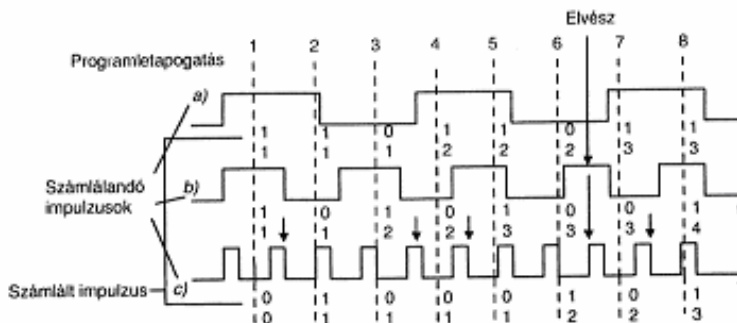 Elvész
1 2 3 4 5 6 7 8
Programletapogatás
a)
1 1 0 1 1 0 1 1
1 1 1 2 2 2 3 3
Számlálandó
impulzusok
b)
1 0 1 0 1 0 0 1
1 1 2 2 3 3 3 4
c)
Számlált impulzus
0 1 0 0 0 1 0 1
0 1 1 1 1 2 2 3